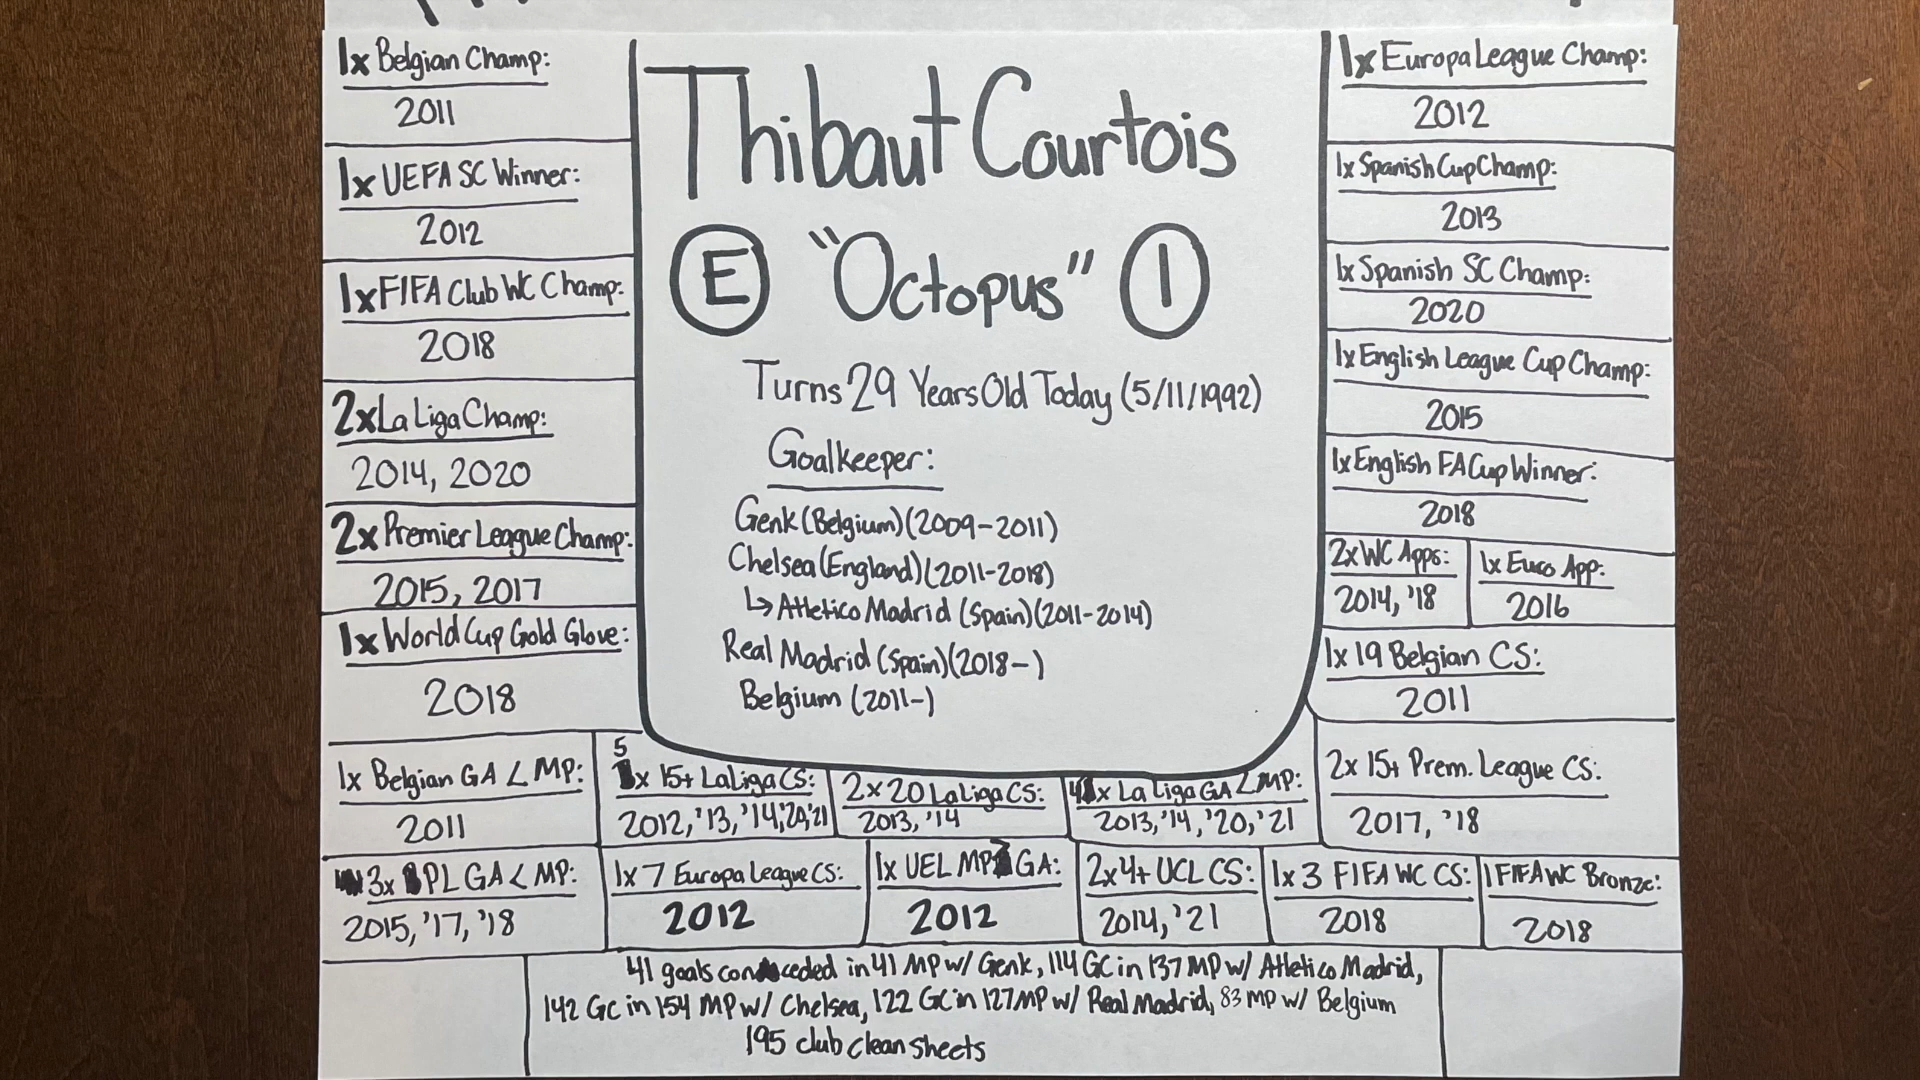 Thibaut Courtois
E "Octopus" 1
Turns 29 Years Old Today (5/11/1992)
Goalkeeper:
Genk (Belgium) (2009-2011)
Chelsea (England) (2011-2018)
↳ Atletico Madrid (Spain) (2011-2014)
Real Madrid (Spain) (2018- )
Belgium (2011-)
1x Belgian Champ:
2011
1x UEFA SC Winner:
2012
1x FIFA Club WC Champ:
2018
2x La Liga Champ:
2014, 2020
2x Premier League Champ:
2015, 2017
1x World Cup Gold Glove:
2018
1x Europa League Champ:
2012
1x Spanish Cup Champ:
2013
1x Spanish SC Champ:
2020
1x English League Cup Champ:
2015
1x English FA Cup Winner:
2018
2x WC Apps:
2014, '18
1x Euro App:
2016
1x 19 Belgian CS:
2011
1x Belgian GA < MP:
2011
5x 15+ La Liga CS:
2012, '13, '14, '20, '21
2x 20 La Liga CS:
2013, '14
4x La Liga GA < MP:
2013, '14, '20, '21
2x 15+ Prem. League CS:
2017, '18
3x PL GA < MP:
2015, '17, '18
1x 7 Europa League CS:
2012
1x UEL MP GA:
2012
2x 4+ UCL CS:
2014, '21
1x 3 FIFA WC CS:
2018
1 FIFA WC Bronze:
2018
41 goals conceded in 41 MP w/ Genk, 114 GC in 137 MP w/ Atletico Madrid,
142 GC in 154 MP w/ Chelsea, 122 GC in 127 MP w/ Real Madrid, 83 MP w/ Belgium
195 club clean sheets